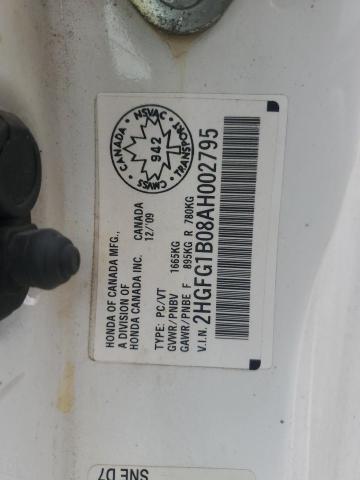 HONDA OF CANADA MFG.,
A DIVISION OF
HONDA CANADA INC.
CANADA
12/'09
TYPE: PC/VT
GVWR/PNBV 1665KG
GAWR/PNBE F 895KG R 780KG
V.I.N. 2HGFG1B08AH002795
CANADA
NSVAC
TRANSPORT
CMVSS
942
SNE D7